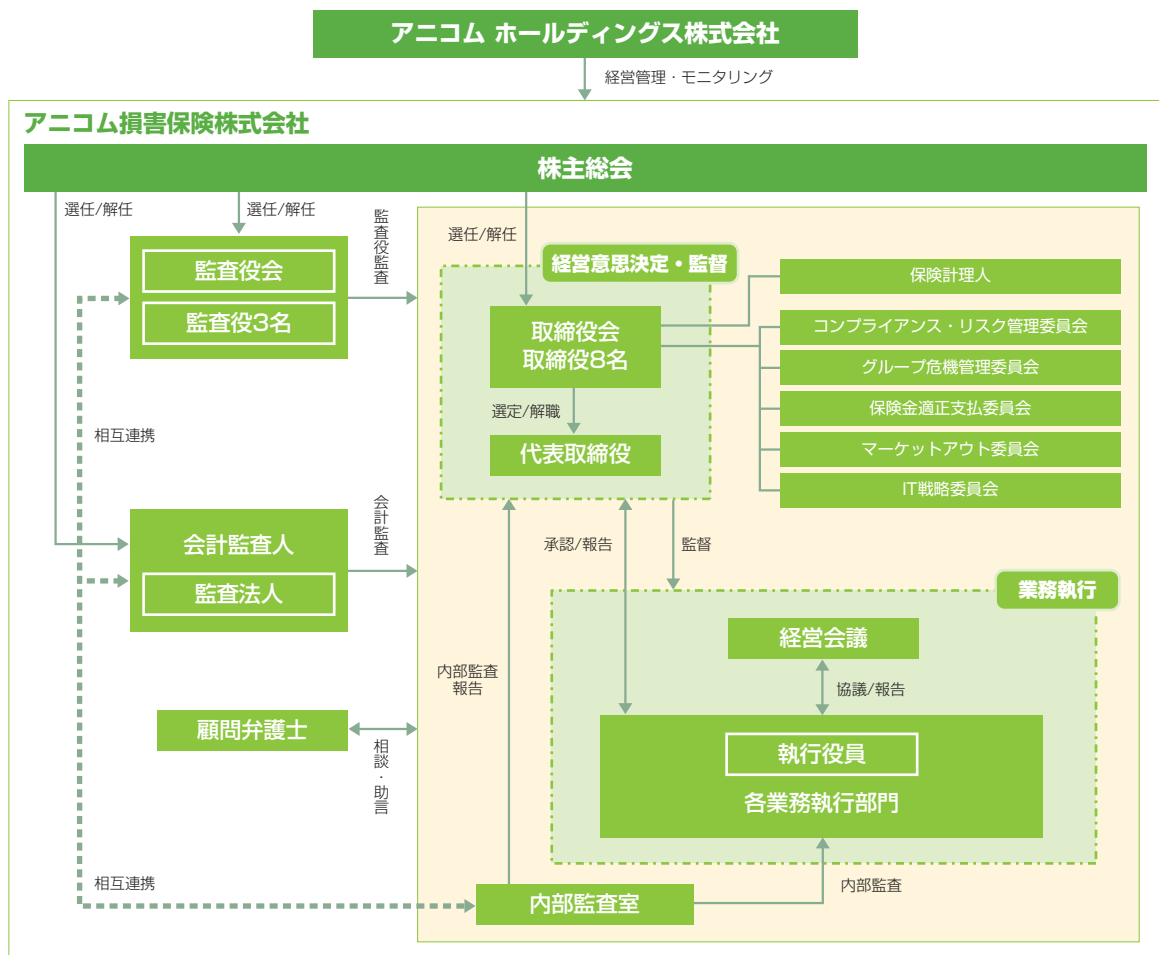 アニコム ホールディングス株式会社
経営管理・モニタリング
アニコム損害保険株式会社
株主総会
選任/解任
選任/解任
選任/解任
監査役会
監査役3名
監査役監査
経営意思決定・監督
取締役会
取締役8名
選定/解職
代表取締役
保険計理人
コンプライアンス・リスク管理委員会
グループ危機管理委員会
保険金適正支払委員会
マーケットアウト委員会
IT戦略委員会
相互連携
会計監査人
監査法人
会計監査
承認/報告
監督
業務執行
経営会議
協議/報告
執行役員
各業務執行部門
内部監査
報告
顧問弁護士
相談・助言
相互連携
内部監査室
内部監査